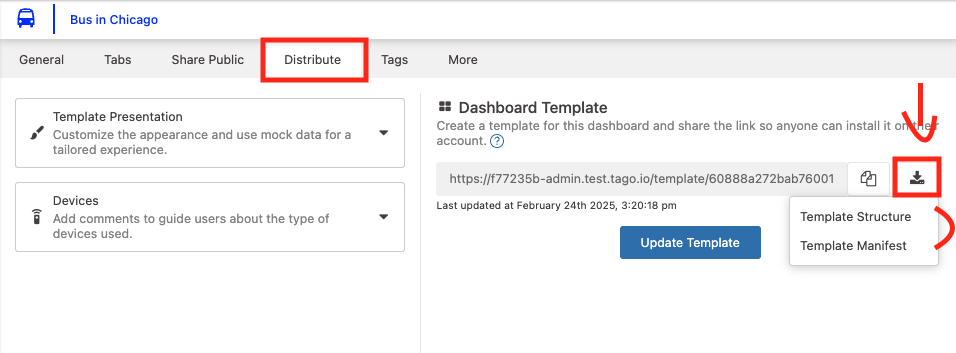 Bus in Chicago
General Tabs Share Public Distribute Tags More
Template Presentation
Customize the appearance and use mock data for a
tailored experience.
Devices
Add comments to guide users about the type of
devices used.
Dashboard Template
Create a template for this dashboard and share the link so anyone can install it on their
account.
https://f77235b-admin.test.tago.io/template/60888a272bab76001
Last updated at February 24th 2025, 3:20:18 pm
Update Template
Template Structure
Template Manifest